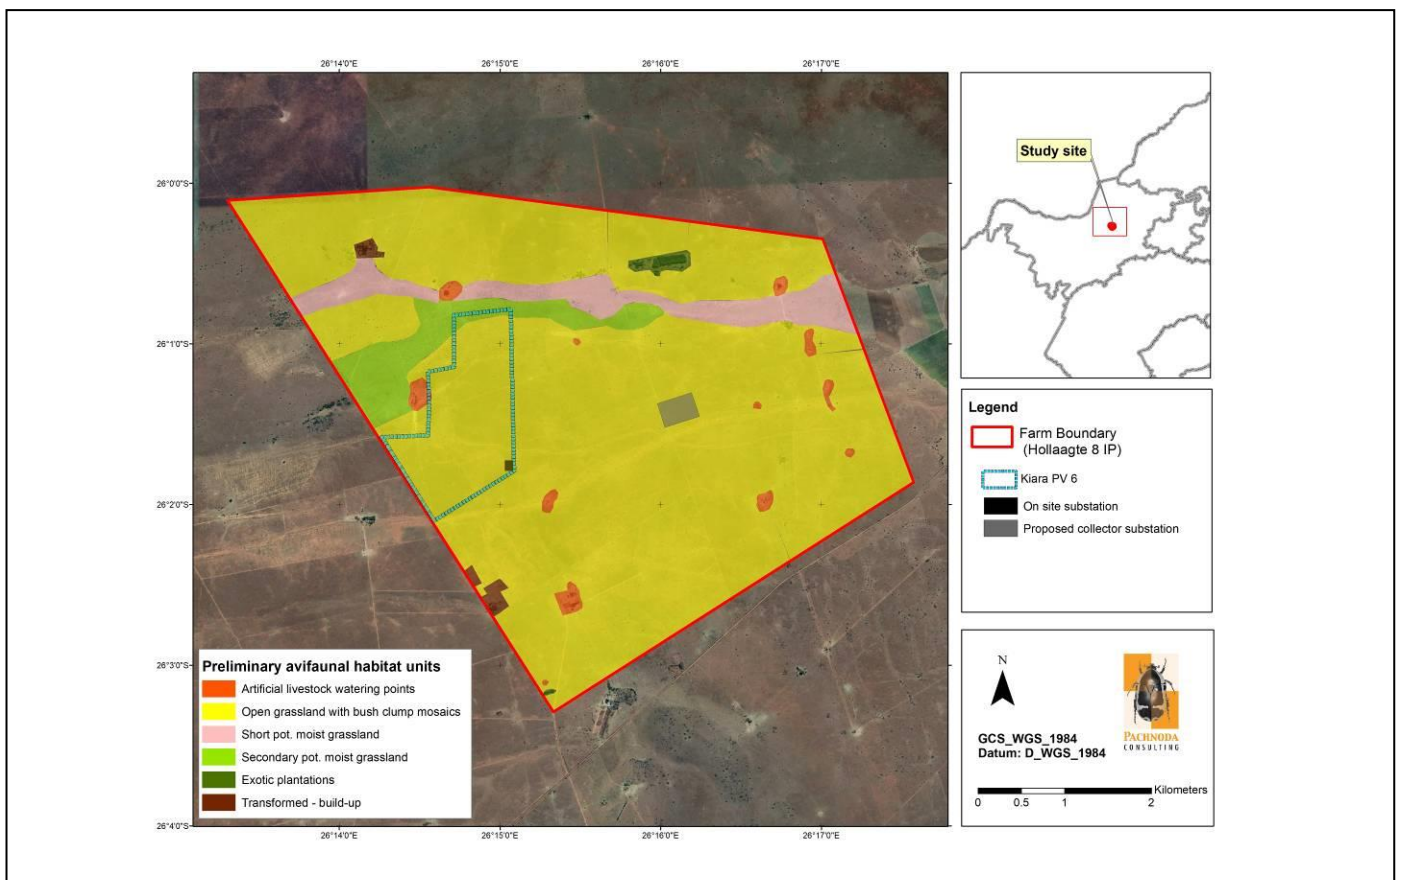 26°14'0"E 26°15'0"E 26°16'0"E 26°17'0"E
26°0'0"S
26°1'0"S
26°2'0"S
26°3'0"S
26°4'0"S
Preliminary avifaunal habitat units
Artificial livestock watering points
Open grassland with bush clump mosaics
Short pot. moist grassland
Secondary pot. moist grassland
Exotic plantations
Transformed - build-up
26°14'0"E 26°15'0"E 26°16'0"E 26°17'0"E
Study site
Legend
Farm Boundary
(Hollaagte 8 IP)
Kiara PV 6
On site substation
Proposed collector substation
N
GCS_WGS_1984
Datum: D_WGS_1984
PACHNODA
CONSULTING
Kilometers
0 0.5 1 2